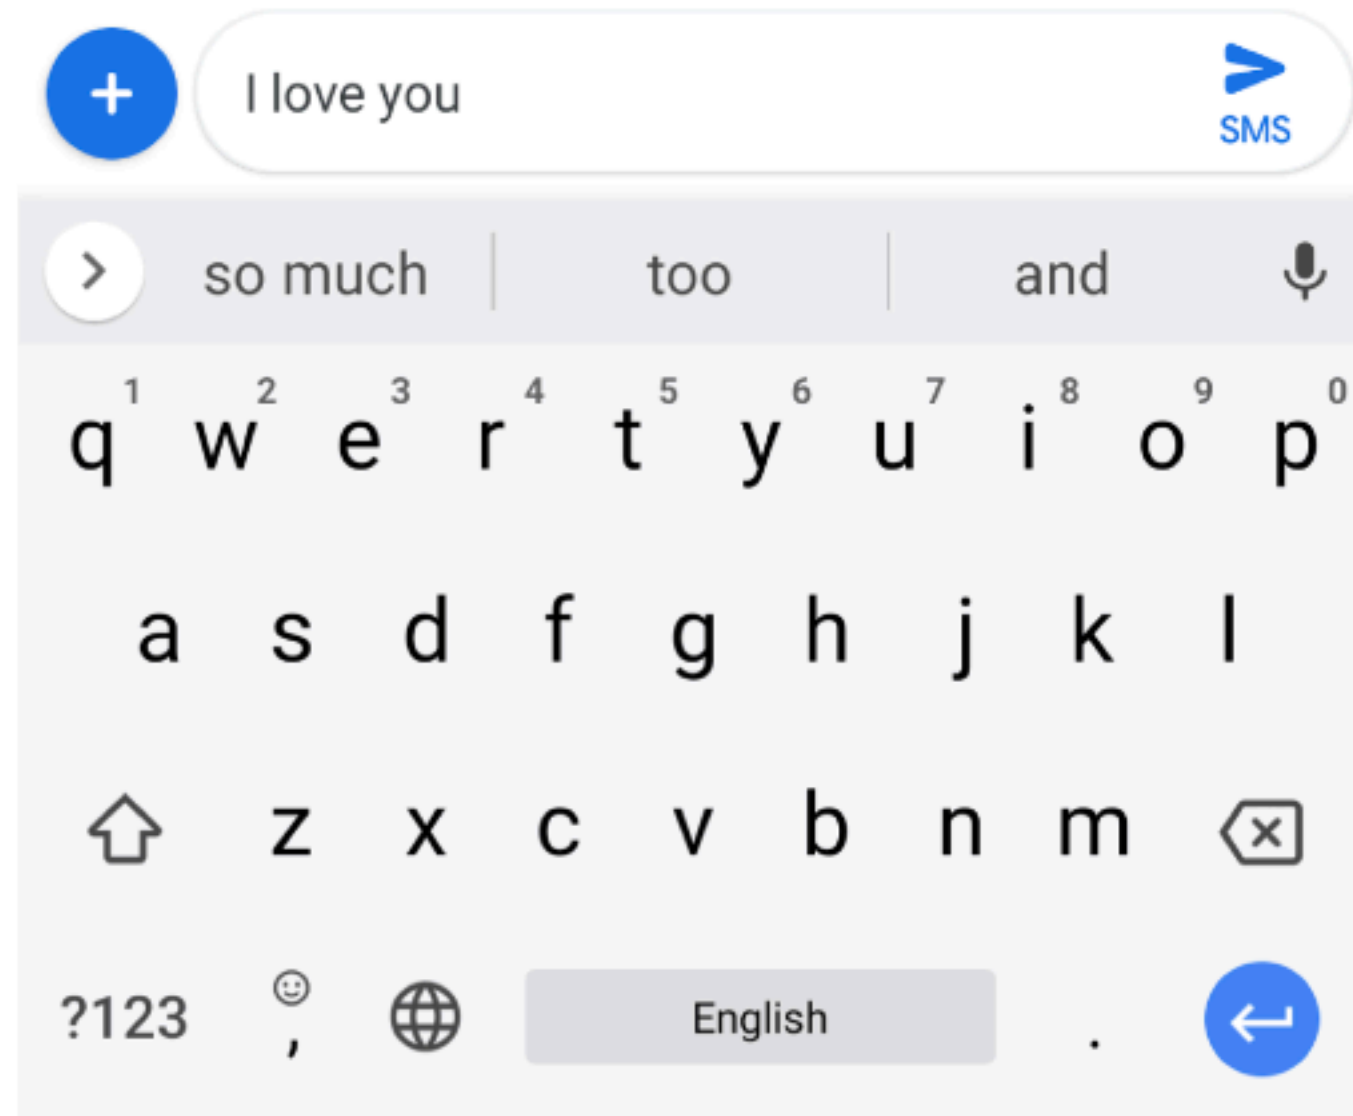 I love you
SMS
so much too and
1 2 3 4 5 6 7 8 9 0
q w e r t y u i o p
a s d f g h j k l
z x c v b n m
?123 , English .